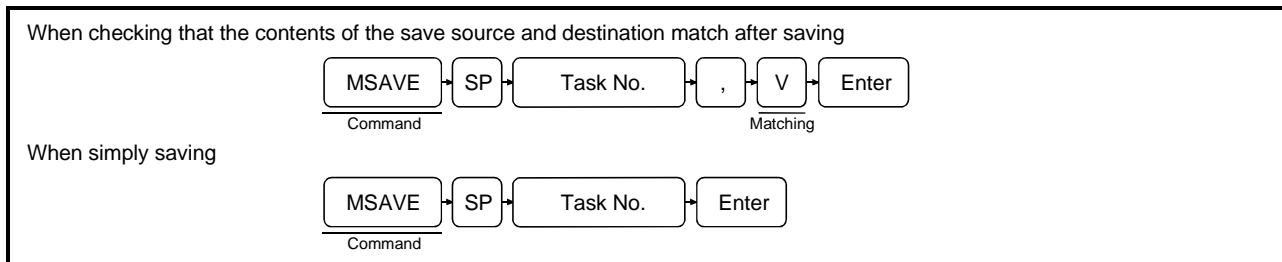 When checking that the contents of the save source and destination match after saving
MSAVE SP Task No. , V Enter
Command Matching
When simply saving
MSAVE SP Task No. Enter
Command